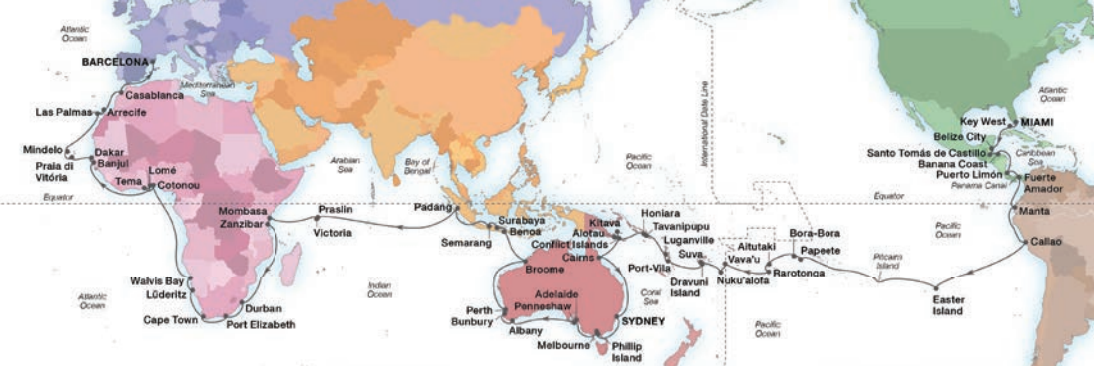 Atlantic
Ocean
BARCELONA
Mediterranean
Sea
Casablanca
Las Palmas
Arrecife
Mindelo
Dakar
Banjul
Praia di
Vitória
Lomé
Tema
Cotonou
Equator
Mombasa
Zanzibar
Walvis Bay
Lüderitz
Cape Town
Durban
Port Elizabeth
Atlantic
Ocean
Arabian
Sea
Bay of
Bengal
Praslin
Victoria
Indian
Ocean
Padang
Semarang
Surabaya
Benoa
Broome
Perth
Bunbury
Albany
Adelaide
Penneshaw
Melbourne
Phillip
Island
SYDNEY
Coral
Sea
Cairns
Conflict Islands
Alotau
Kitava
Honiara
Tavanipupu
Luganville
Port-Vila
Suva
Dravuni
Island
Vava'u
Nuku'alofa
Aitutaki
Rarotonga
Bora-Bora
Papeete
Pitcairn
Island
Easter
Island
International Date Line
Pacific
Ocean
Pacific
Ocean
Equator
Pacific
Ocean
Key West
MIAMI
Atlantic
Ocean
Belize City
Santo Tomás de Castillo
Caribbean
Sea
Banana Coast
Puerto Limón
Panama Canal
Fuerte
Amador
Manta
Callao